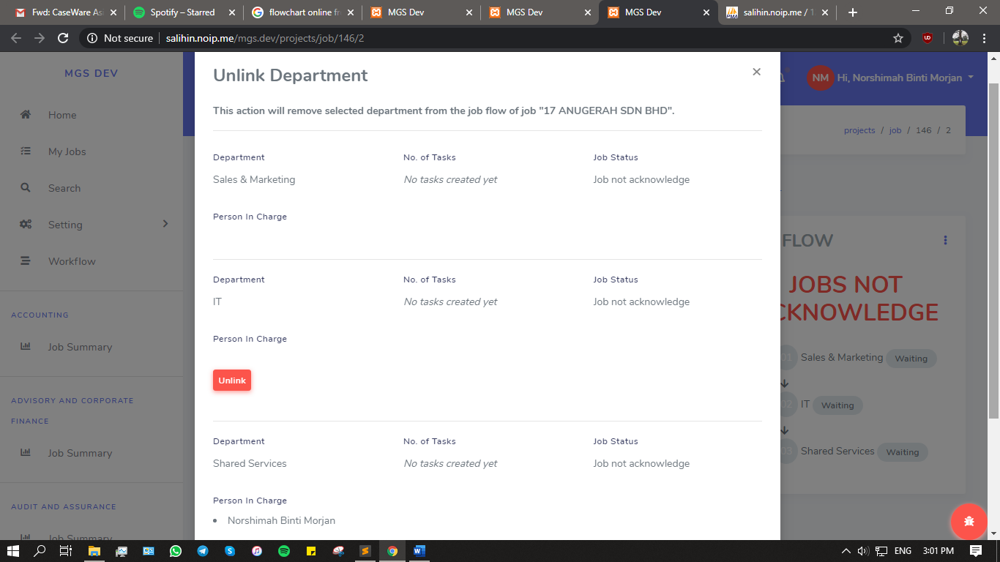 Fwd: CaseWare As
Spotify – Starred
flowchart online fr
MGS Dev
MGS Dev
MGS Dev
salihin.noip.me / 1
Not secure
salihin.noip.me/mgs.dev/projects/job/146/2
MGS DEV
Home
My Jobs
Search
Setting
Workflow
ACCOUNTING
Job Summary
ADVISORY AND CORPORATE
FINANCE
Job Summary
AUDIT AND ASSURANCE
Job Summary
Unlink Department
×
This action will remove selected department from the job flow of job "17 ANUGERAH SDN BHD".
Department No. of Tasks Job Status
Sales & Marketing No tasks created yet Job not acknowledge
Person In Charge
Department No. of Tasks Job Status
IT No tasks created yet Job not acknowledge
Person In Charge
Unlink
Department No. of Tasks Job Status
Shared Services No tasks created yet Job not acknowledge
Person In Charge
• Norshimah Binti Morjan
NM Hi, Norshimah Binti Morjan
projects / job / 146 / 2
FLOW
JOBS NOT
CKNOWLEDGE
01 Sales & Marketing Waiting
02 IT Waiting
03 Shared Services Waiting
ENG 3:01 PM